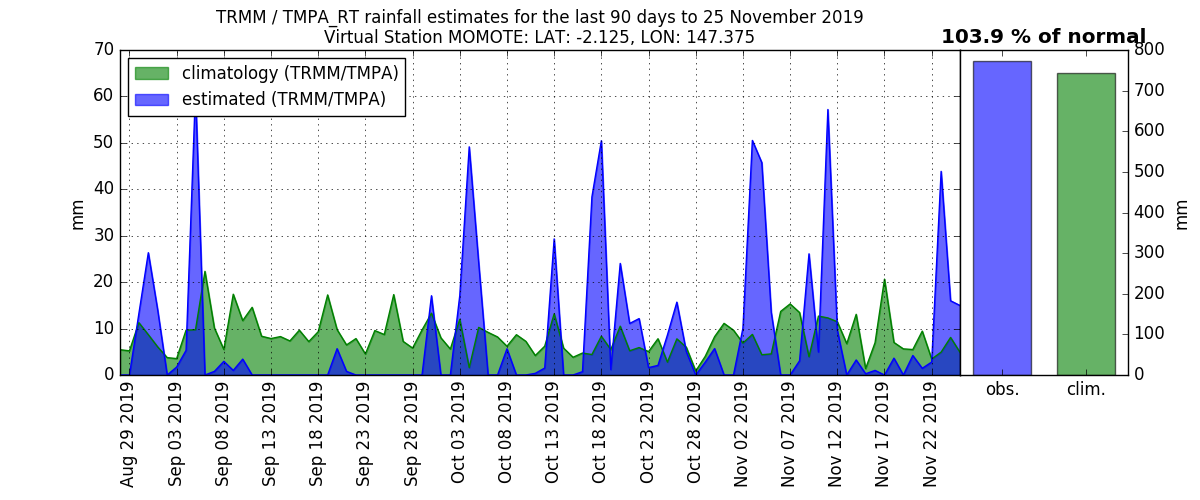 TRMM / TMPA_RT rainfall estimates for the last 90 days to 25 November 2019
Virtual Station MOMOTE: LAT: -2.125, LON: 147.375
103.9 % of normal
climatology (TRMM/TMPA)
estimated (TRMM/TMPA)
mm
70
60
50
40
30
20
10
0
Aug 29 2019
Sep 03 2019
Sep 08 2019
Sep 13 2019
Sep 18 2019
Sep 23 2019
Sep 28 2019
Oct 03 2019
Oct 08 2019
Oct 13 2019
Oct 18 2019
Oct 23 2019
Oct 28 2019
Nov 02 2019
Nov 07 2019
Nov 12 2019
Nov 17 2019
Nov 22 2019
obs.
clim.
800
700
600
500
400
300
200
100
0
mm